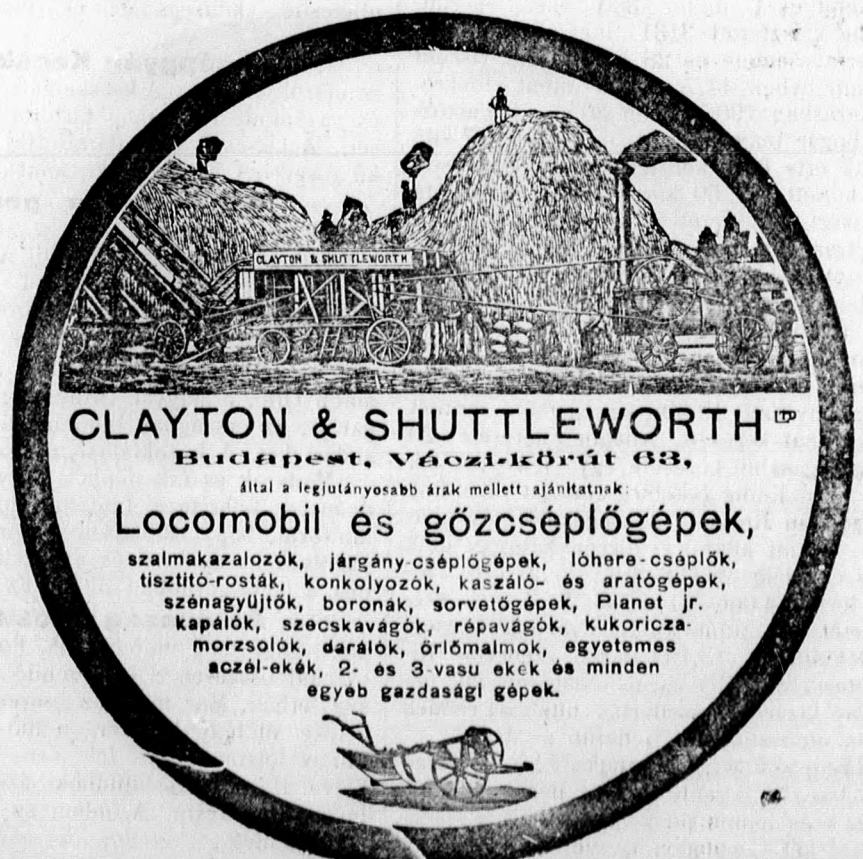 CLAYTON & SHUTTLEWORTH
CLAYTON & SHUTTLEWORTH LTD
Budapest, Váczi-körút 63,
által a legjutányosabb árak mellett ajánltatnak:
Locomobil és gőzcséplőgépek,
szalmakazalozók, járgány-cséplőgépek, lóhere-cséplők,
tisztitó-rosták, konkolyozók, kaszáló- és aratógépek,
szénagyüjtők, boronák, sorvetőgépek, Planet jr.
kapálók, szecskavágók, répavágók, kukoricza-
morzsolók, darálók, őrlőmalmok, egyetemes
aczél-ekék, 2- és 3-vasu ekék és minden
egyéb gazdasági gépek.